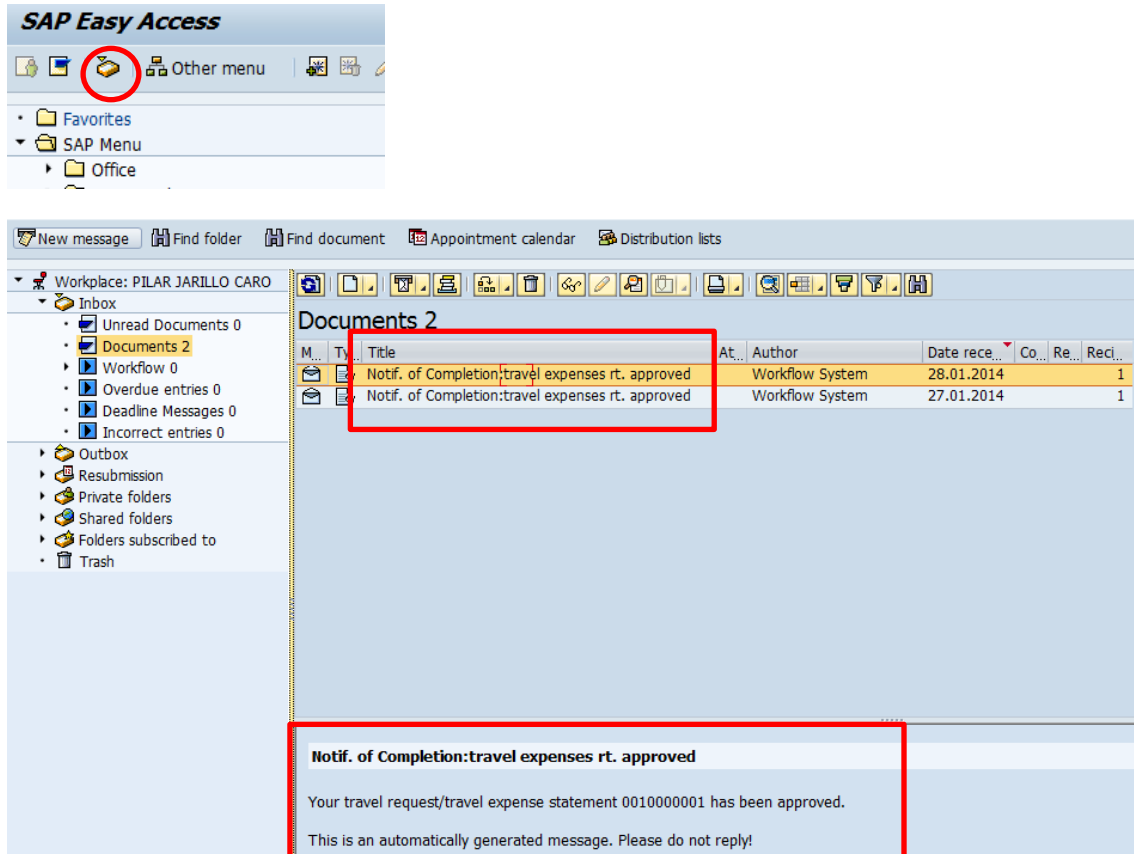 SAP Easy Access
Other menu
Favorites
SAP Menu
Office
New message Find folder Find document Appointment calendar Distribution lists
Workplace: PILAR JARILLO CARO
Inbox
Unread Documents 0
Documents 2
Workflow 0
Overdue entries 0
Deadline Messages 0
Incorrect entries 0
Outbox
Resubmission
Private folders
Shared folders
Folders subscribed to
Trash
Documents 2
M... Ty... Title At... Author Date rece... Co... Re... Reci...
Notif. of Completion:travel expenses rt. approved Workflow System 28.01.2014 1
Notif. of Completion:travel expenses rt. approved Workflow System 27.01.2014 1
Notif. of Completion:travel expenses rt. approved
Your travel request/travel expense statement 0010000001 has been approved.
This is an automatically generated message. Please do not reply!